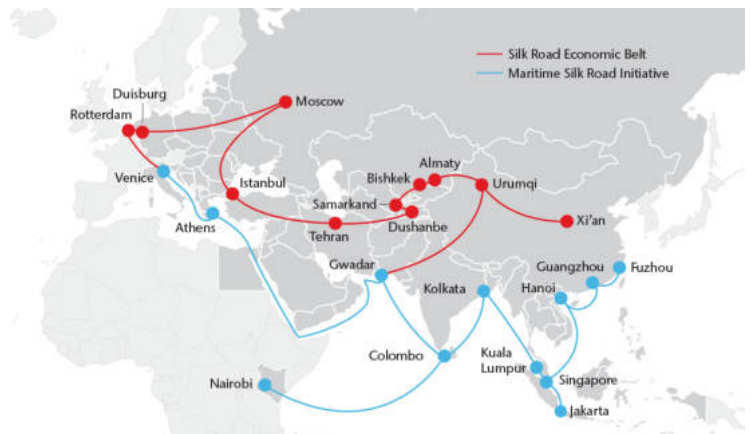 Silk Road Economic Belt
Maritime Silk Road Initiative
Duisburg
Rotterdam
Moscow
Venice
Istanbul
Athens
Almaty
Bishkek
Urumqi
Samarkand
Dushanbe
Xi'an
Tehran
Gwadar
Kolkata
Guangzhou
Fuzhou
Hanoi
Colombo
Kuala
Lumpur
Singapore
Nairobi
Jakarta